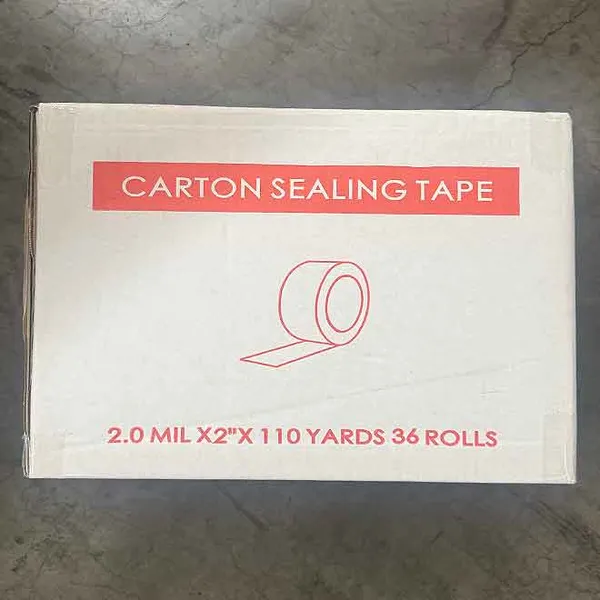 CARTON SEALING TAPE
2.0 MIL X2"X 110 YARDS 36 ROLLS